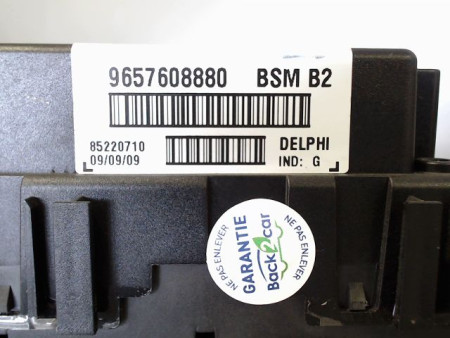 9657608880 BSM B2
85220710 DELPHI
09/09/09 IND: G
NE PAS ENLEVER
GARANTIE
Back2car
NE PAS ENLEVER